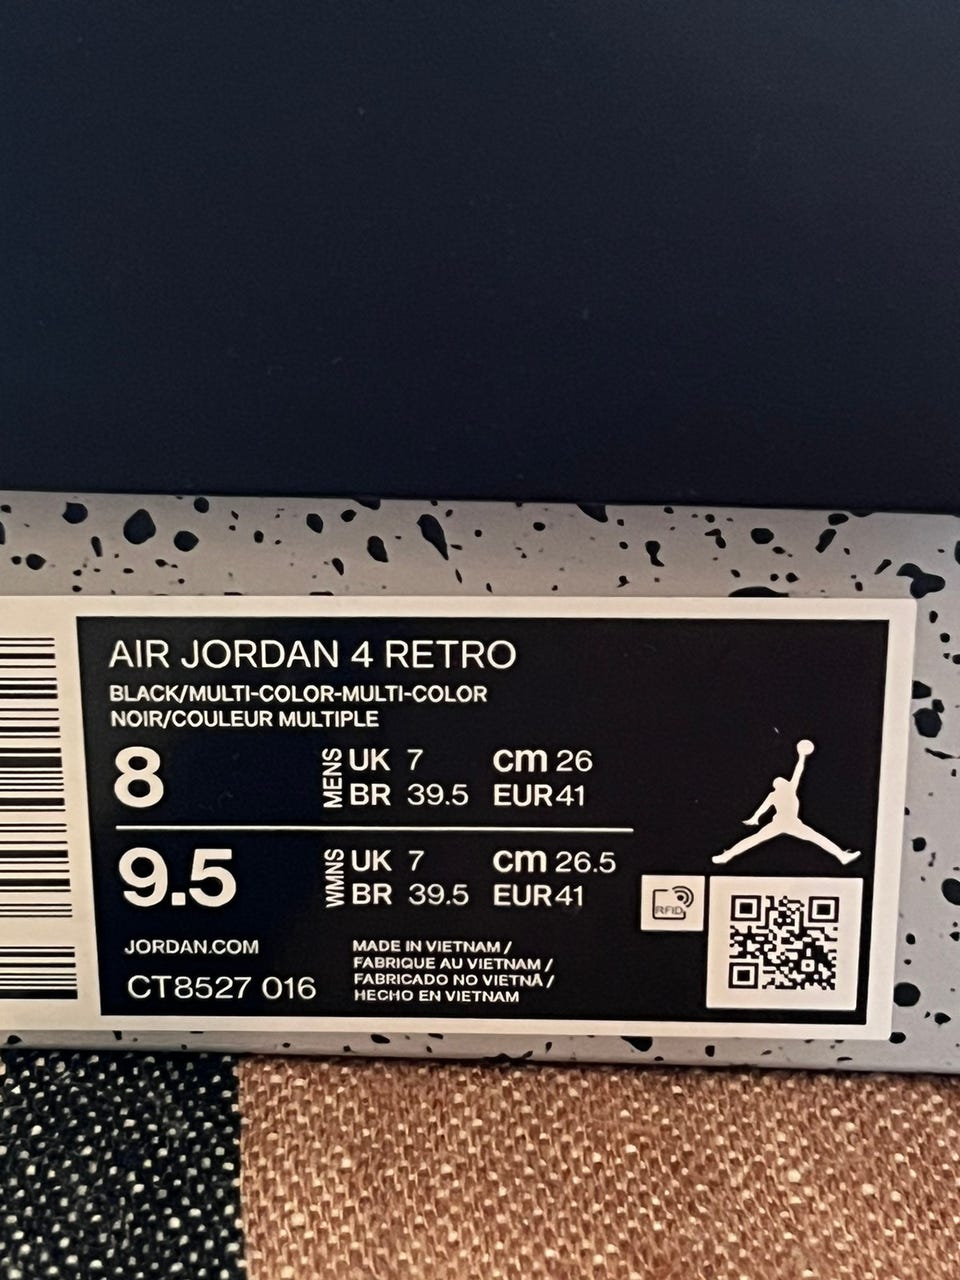 AIR JORDAN 4 RETRO
BLACK/MULTI-COLOR-MULTI-COLOR
NOIR/COULEUR MULTIPLE
8 MENS UK 7 cm 26
BR 39.5 EUR 41
9.5 WMNS UK 7 cm 26.5
BR 39.5 EUR 41
RFID
JORDAN.COM
CT8527 016
MADE IN VIETNAM /
FABRIQUE AU VIETNAM /
FABRICADO NO VIETNÃ /
HECHO EN VIETNAM